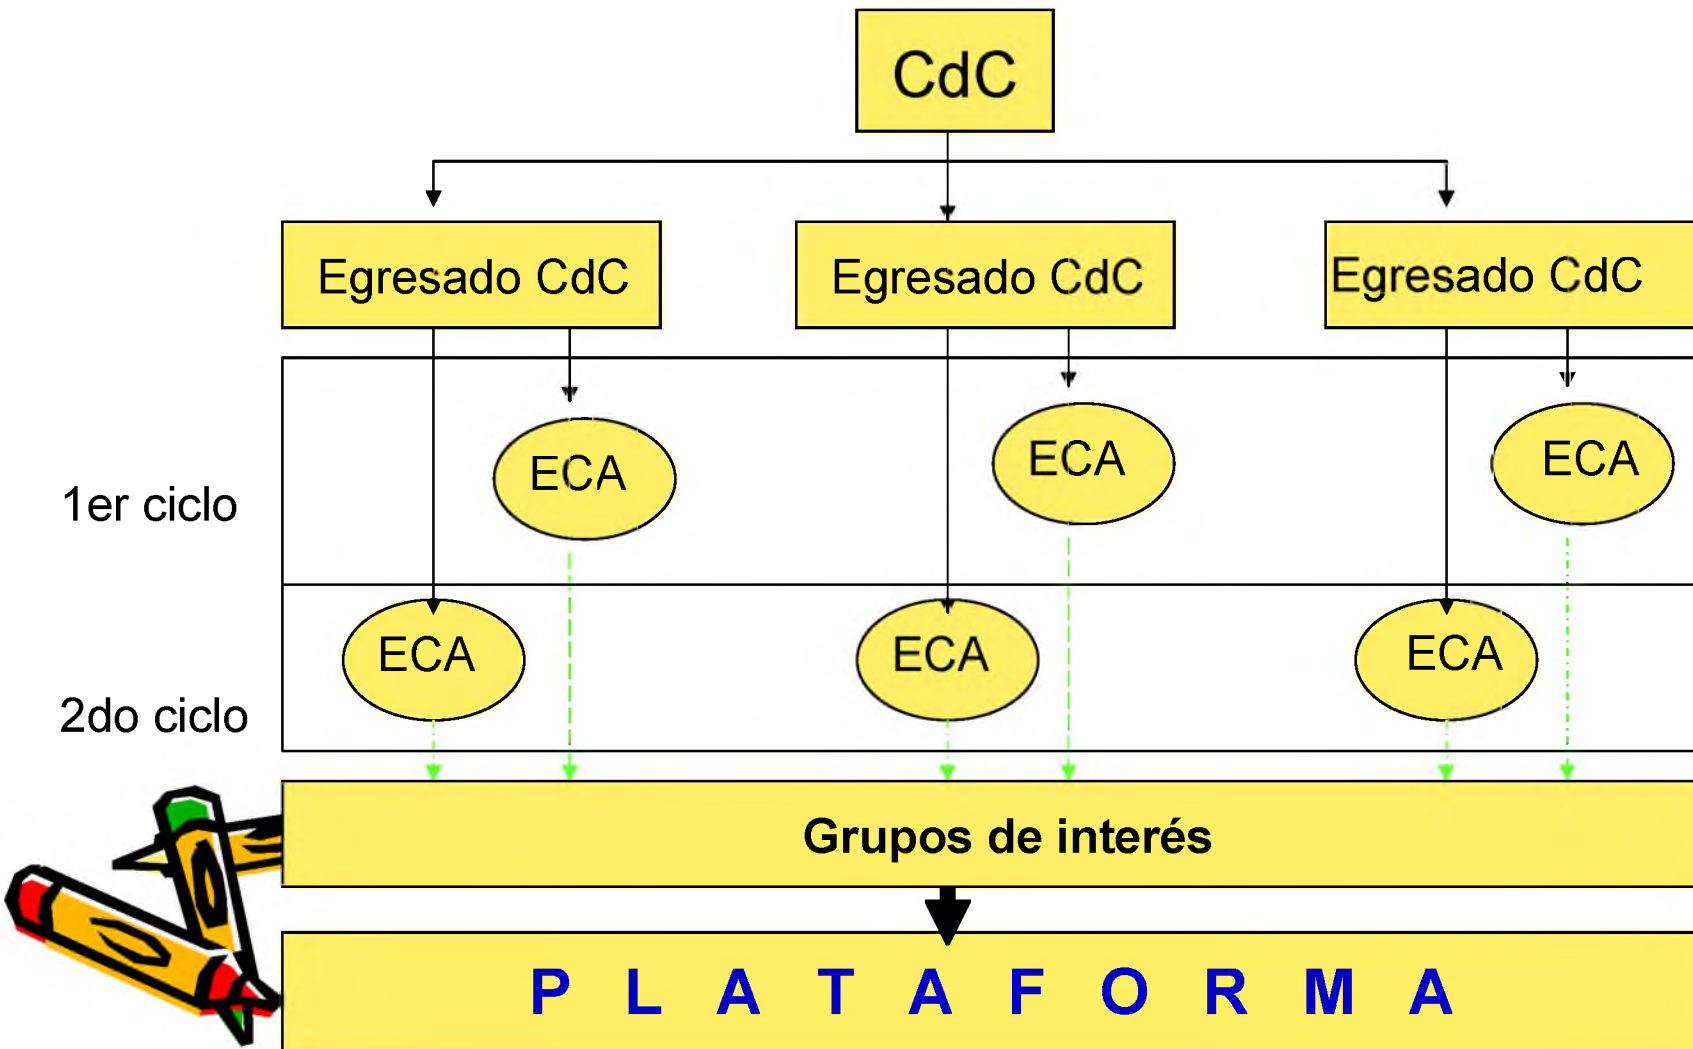 CdC
Egresado CdC
Egresado CdC
Egresado CdC
1er ciclo
ECA
ECA
ECA
2do ciclo
ECA
ECA
ECA
Grupos de interés
P L A T A F O R M A